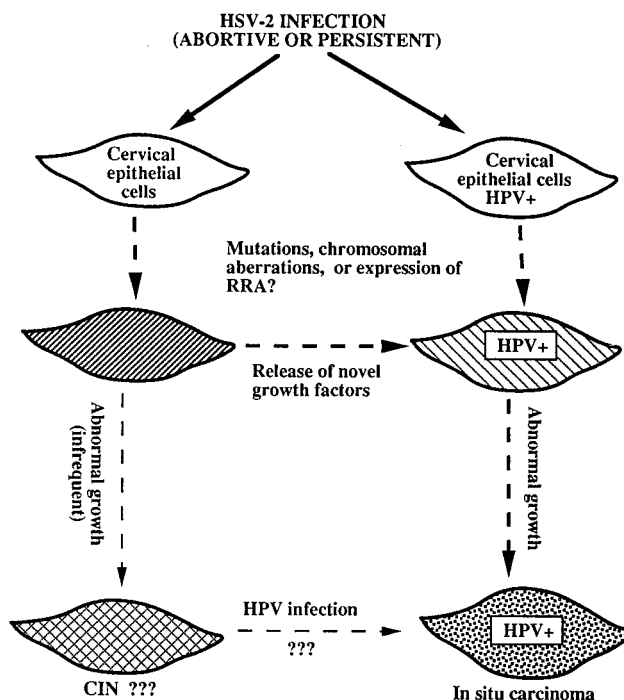 HSV-2 INFECTION
(ABORTIVE OR PERSISTENT)
Cervical
epithelial
cells
Cervical
epithelial cells
HPV+
Mutations, chromosomal
aberrations, or expression of
RRA?
HPV+
Release of novel
growth factors
Abnormal growth
(infrequent)
Abnormal growth
HPV infection
???
HPV+
CIN ???
In situ carcinoma